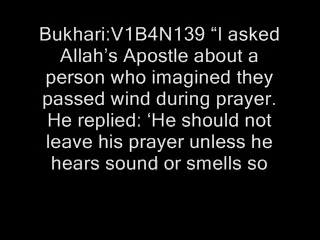 Bukhari:V1B4N139 “I asked
Allah’s Apostle about a
person who imagined they
passed wind during prayer.
He replied: ‘He should not
leave his prayer unless he
hears sound or smells so